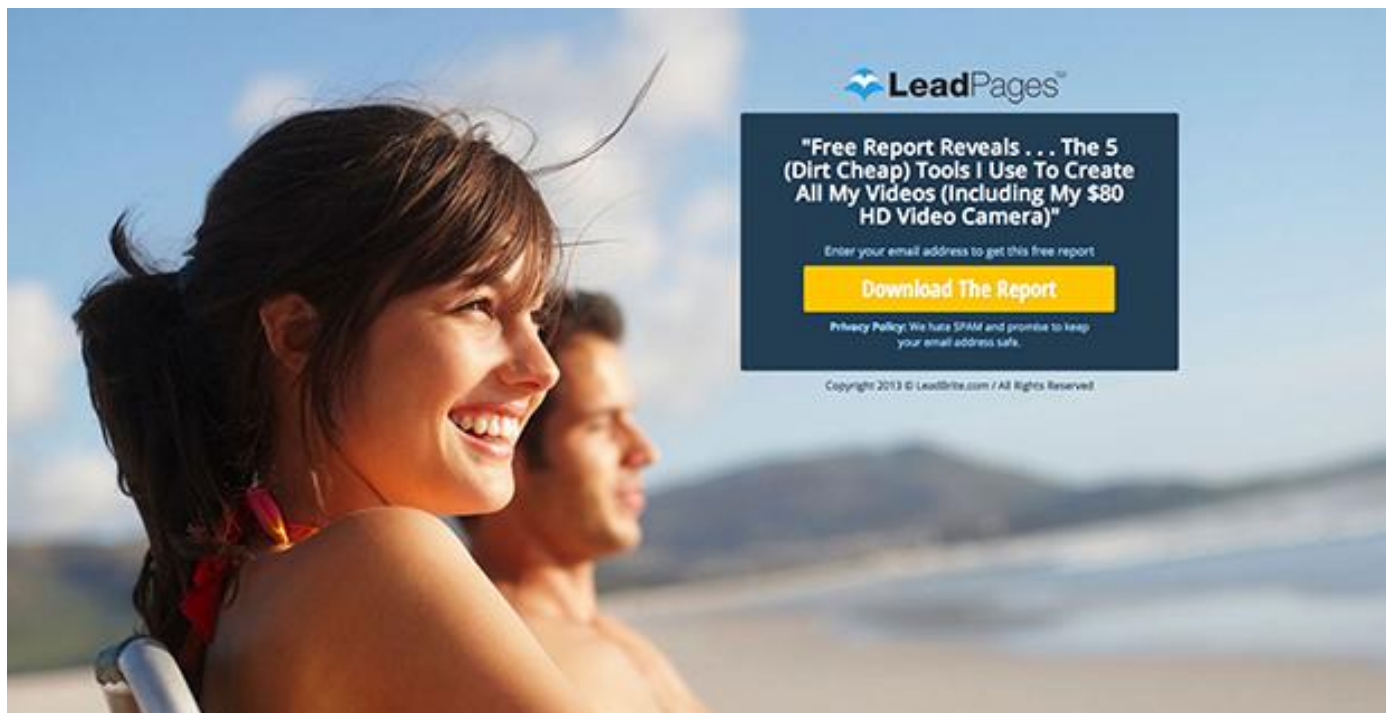 LeadPages™
"Free Report Reveals . . . The 5
(Dirt Cheap) Tools I Use To Create
All My Videos (Including My $80
HD Video Camera)"
Enter your email address to get this free report
Download The Report
Privacy Policy: We hate SPAM and promise to keep
your email address safe.
Copyright 2013 © LeadBrite.com / All Rights Reserved